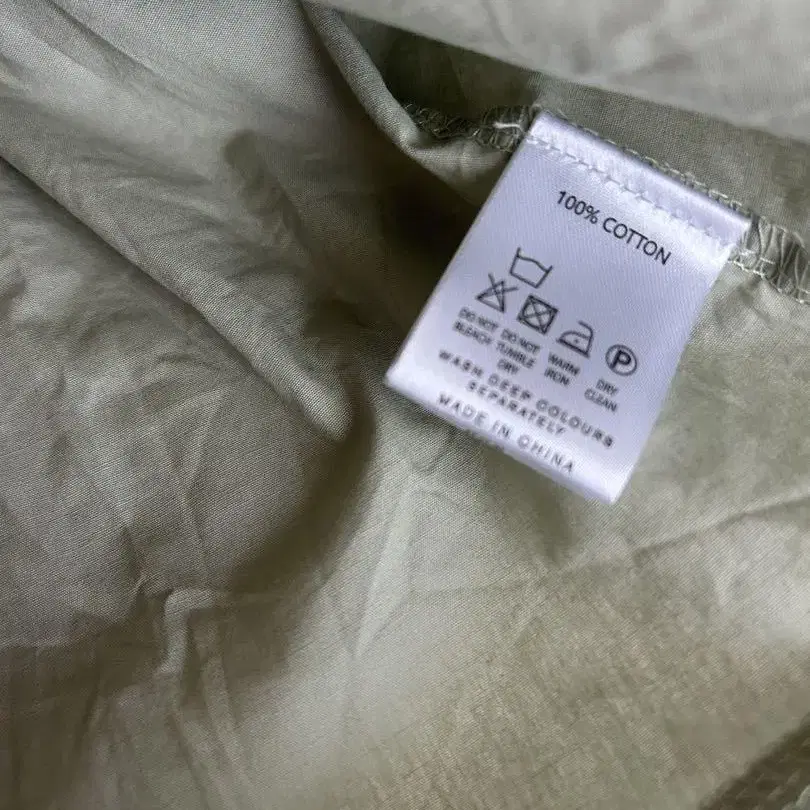 100% COTTON
P
DO NOT BLEACH
DO NOT TUMBLE DRY
WARM IRON
DRY CLEAN
WASH DEEP COLOURS
SEPARATELY
MADE IN CHINA